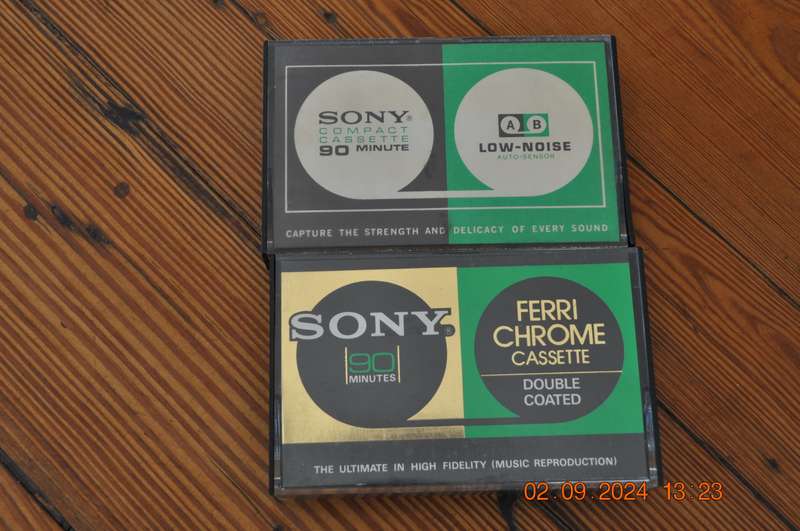 SONY®
COMPACT
CASSETTE
90 MINUTE
A B
LOW-NOISE
AUTO-SENSOR
CAPTURE THE STRENGTH AND DELICACY OF EVERY SOUND
SONY®
90
MINUTES
FERRI
CHROME
CASSETTE
DOUBLE
COATED
THE ULTIMATE IN HIGH FIDELITY (MUSIC REPRODUCTION)
02.09.2024 13:23